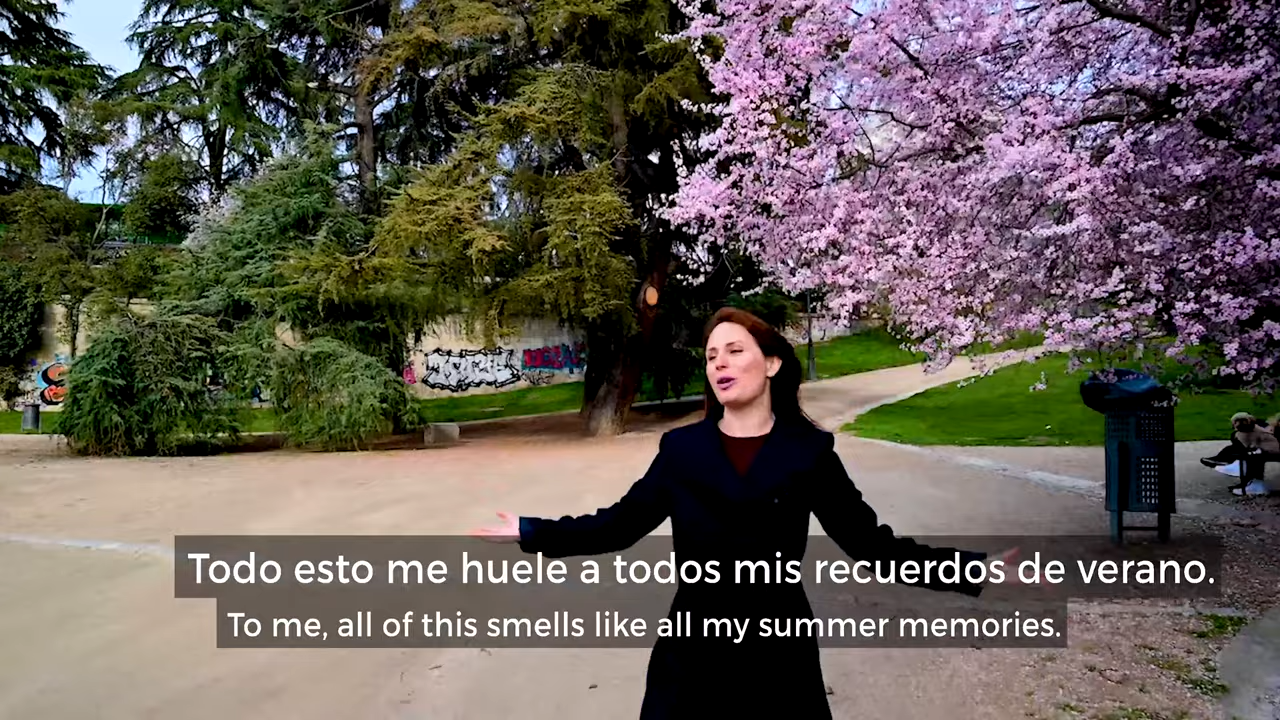 Todo esto me huele a todos mis recuerdos de verano.
To me, all of this smells like all my summer memories.